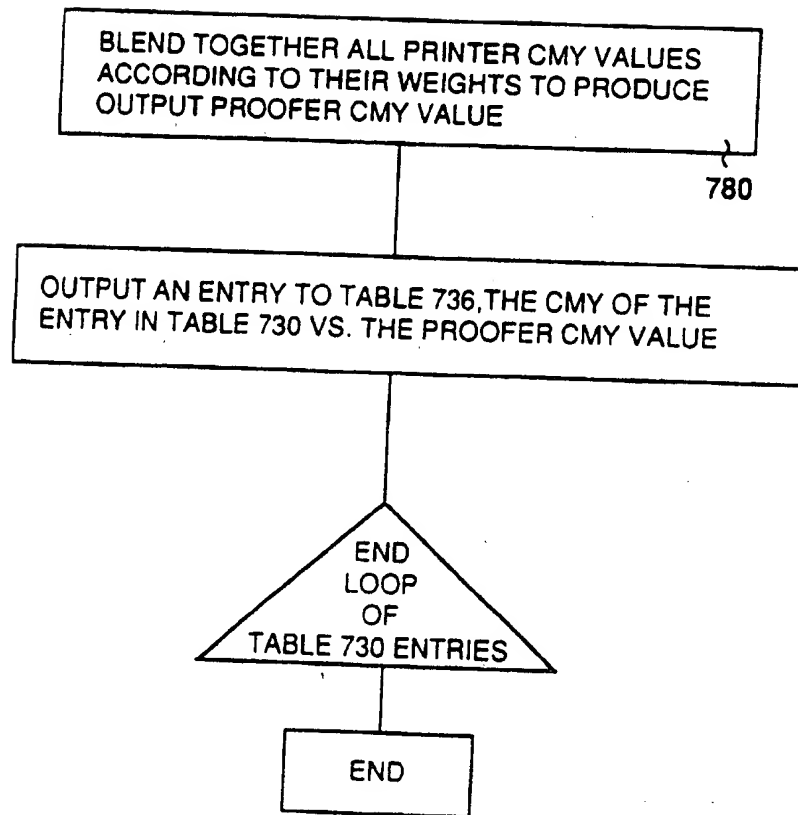 BLEND TOGETHER ALL PRINTER CMY VALUES
ACCORDING TO THEIR WEIGHTS TO PRODUCE
OUTPUT PROOFER CMY VALUE
780
OUTPUT AN ENTRY TO TABLE 736,THE CMY OF THE
ENTRY IN TABLE 730 VS. THE PROOFER CMY VALUE
END
LOOP
OF
TABLE 730 ENTRIES
END